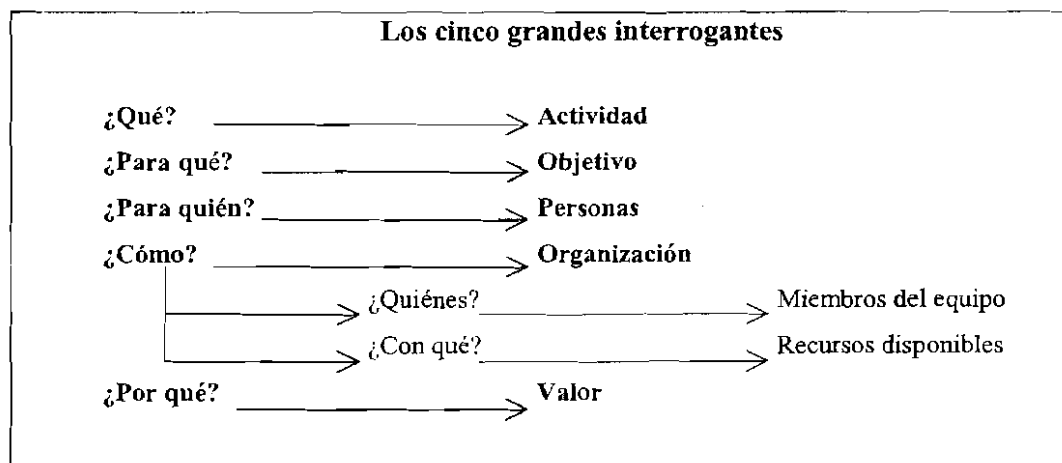 Los cinco grandes interrogantes
¿Qué? Actividad
¿Para qué? Objetivo
¿Para quién? Personas
¿Cómo? Organización
¿Quiénes? Miembros del equipo
¿Con qué? Recursos disponibles
¿Por qué? Valor